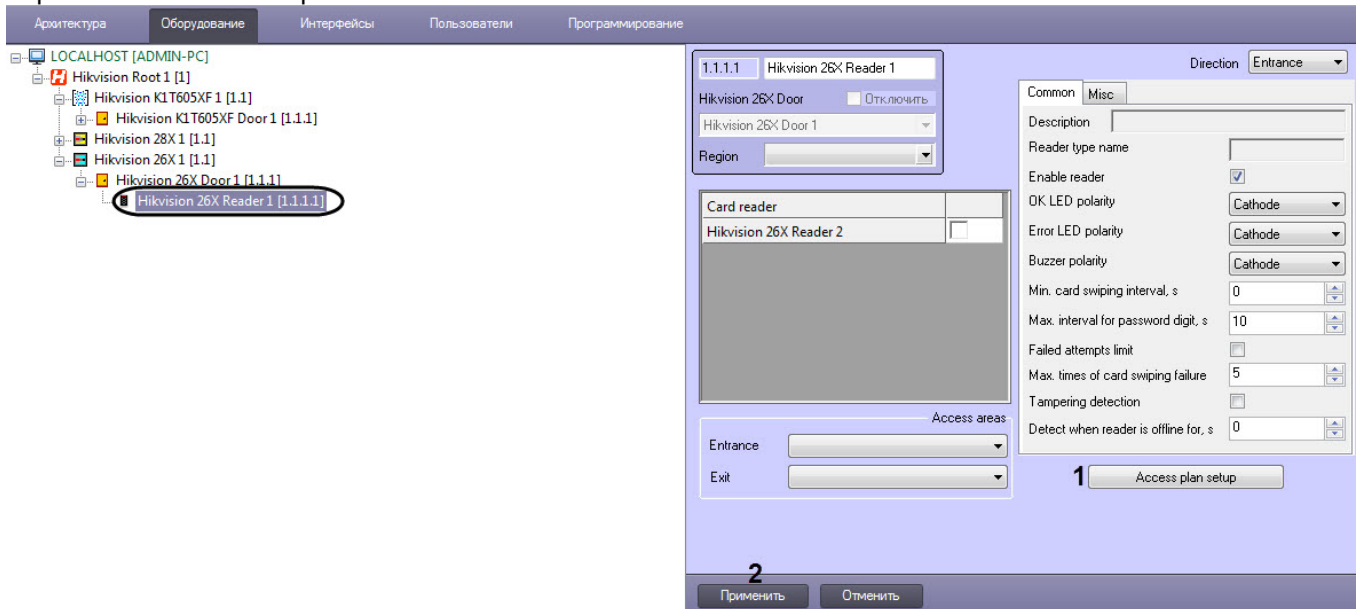 Архитектура Оборудование Интерфейсы Пользователи Программирование
LOCALHOST [ADMIN-PC]
Hikvision Root 1 [1]
Hikvision K1T605XF 1 [1.1]
Hikvision K1T605XF Door 1 [1.1.1]
Hikvision 28X 1 [1.1]
Hikvision 26X 1 [1.1]
Hikvision 26X Door 1 [1.1.1]
Hikvision 26X Reader 1 [1.1.1.1]
1.1.1.1 Hikvision 26X Reader 1
Hikvision 26X Door Отключить
Hikvision 26X Door 1
Region
Card reader
Hikvision 26X Reader 2
Access areas
Entrance
Exit
Direction Entrance
Common Misc
Description
Reader type name
Enable reader
OK LED polarity Cathode
Error LED polarity Cathode
Buzzer polarity Cathode
Min. card swiping interval, s 0
Max. interval for password digit, s 10
Failed attempts limit
Max. times of card swiping failure 5
Tampering detection
Detect when reader is offline for, s 0
1 Access plan setup
2
Применить Отменить